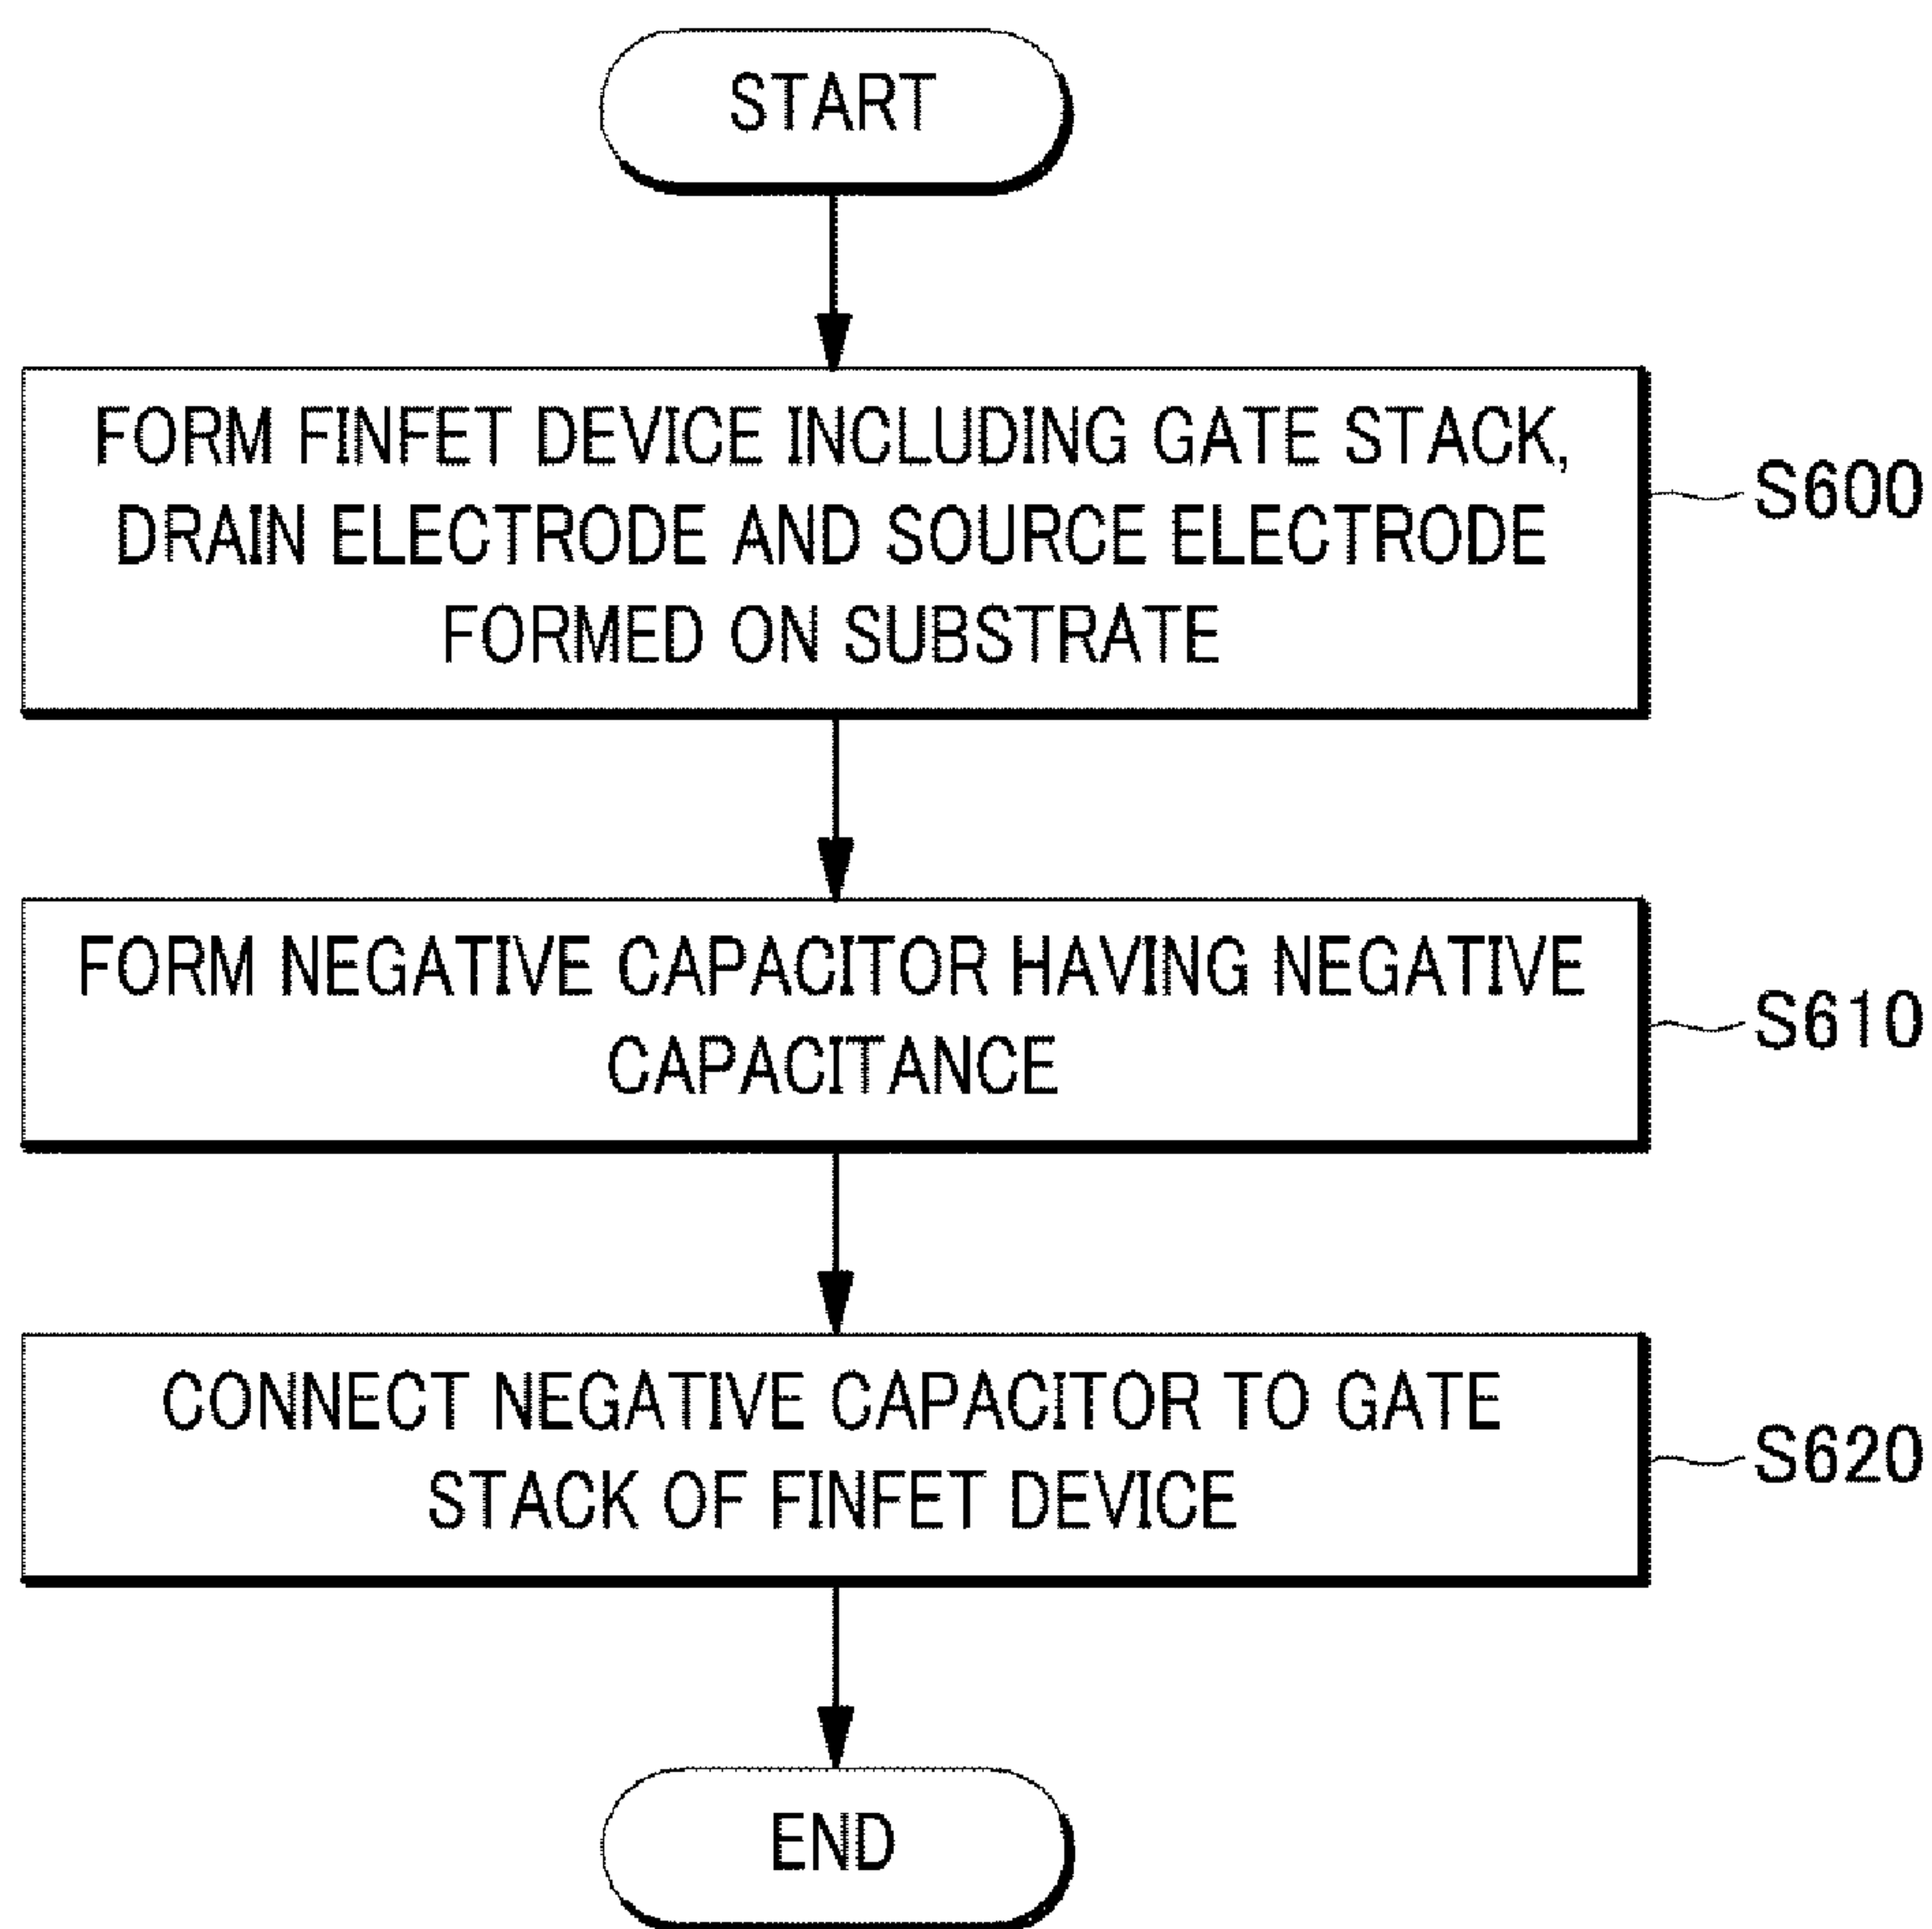 START
FORM FINFET DEVICE INCLUDING GATE STACK,
DRAIN ELECTRODE AND SOURCE ELECTRODE
FORMED ON SUBSTRATE
S600
FORM NEGATIVE CAPACITOR HAVING NEGATIVE
CAPACITANCE
S610
CONNECT NEGATIVE CAPACITOR TO GATE
STACK OF FINFET DEVICE
S620
END